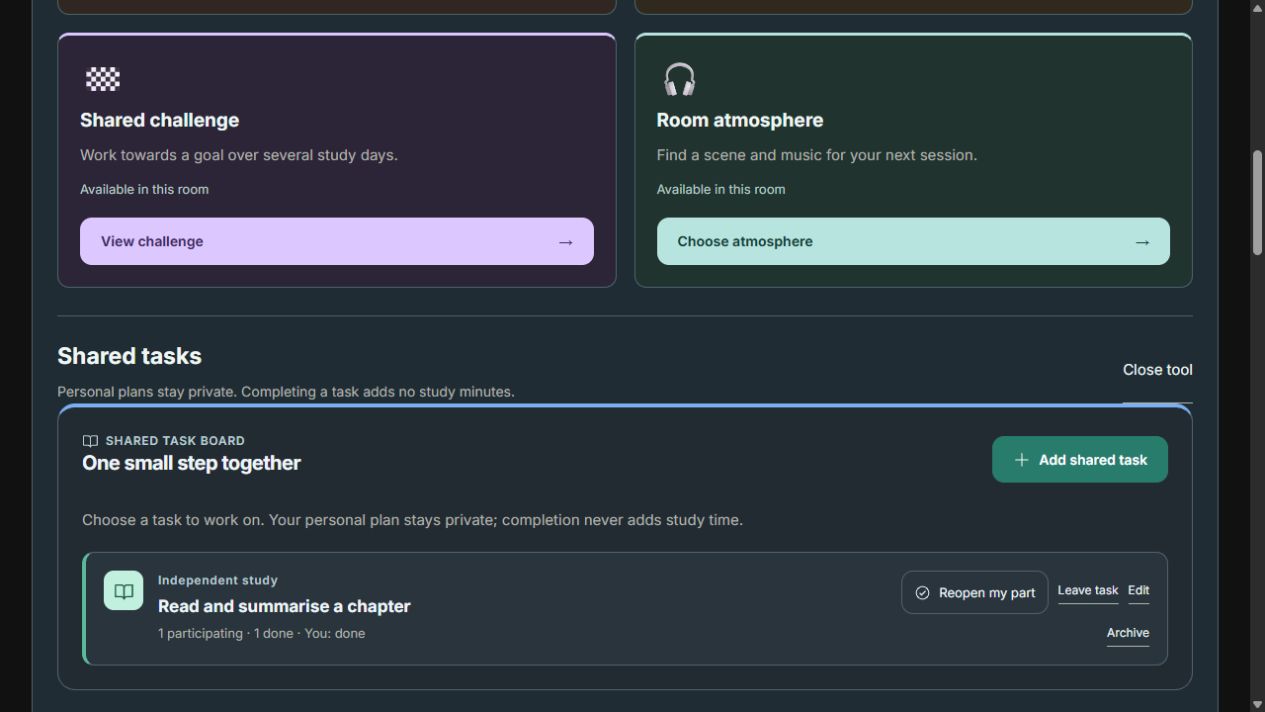 Shared challenge
Work towards a goal over several study days.
Available in this room
View challenge →
Room atmosphere
Find a scene and music for your next session.
Available in this room
Choose atmosphere →
Shared tasks
Personal plans stay private. Completing a task adds no study minutes.
Close tool
SHARED TASK BOARD
One small step together
+ Add shared task
Choose a task to work on. Your personal plan stays private; completion never adds study time.
Independent study
Read and summarise a chapter
1 participating · 1 done · You: done
Reopen my part
Leave task
Edit
Archive